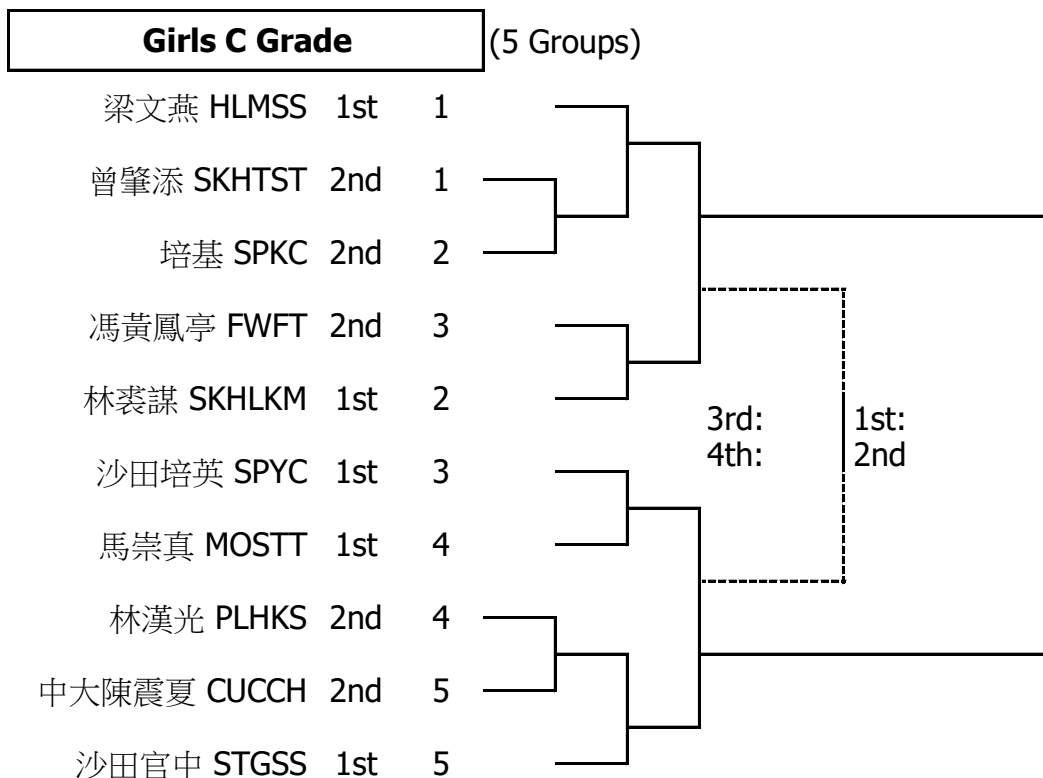 Girls C Grade (5 Groups)
梁文燕 HLMSS 1st 1
曾肇添 SKHTST 2nd 1
培基 SPKC 2nd 2
馮黃鳳亭 FWFT 2nd 3
林裘謀 SKHLKM 1st 2
3rd: 1st:
4th: 2nd
沙田培英 SPYC 1st 3
馬崇真 MOSTT 1st 4
林漢光 PLHKS 2nd 4
中大陳震夏 CUCCH 2nd 5
沙田官中 STGSS 1st 5